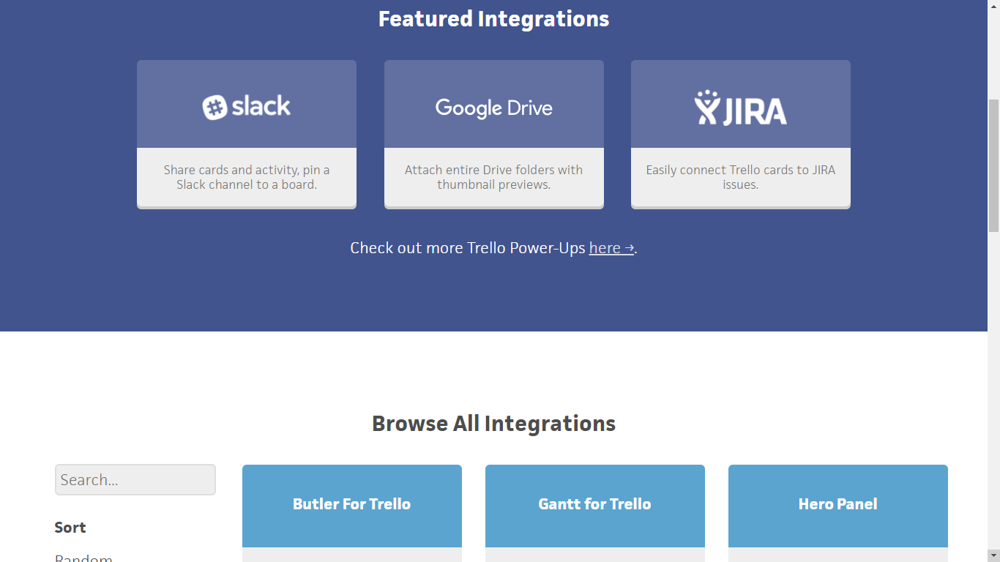 Featured Integrations
slack
Google Drive
JIRA
Share cards and activity, pin a
Slack channel to a board.
Attach entire Drive folders with
thumbnail previews.
Easily connect Trello cards to JIRA
issues.
Check out more Trello Power-Ups here →.
Browse All Integrations
Search...
Sort
Random
Butler For Trello
Gantt for Trello
Hero Panel